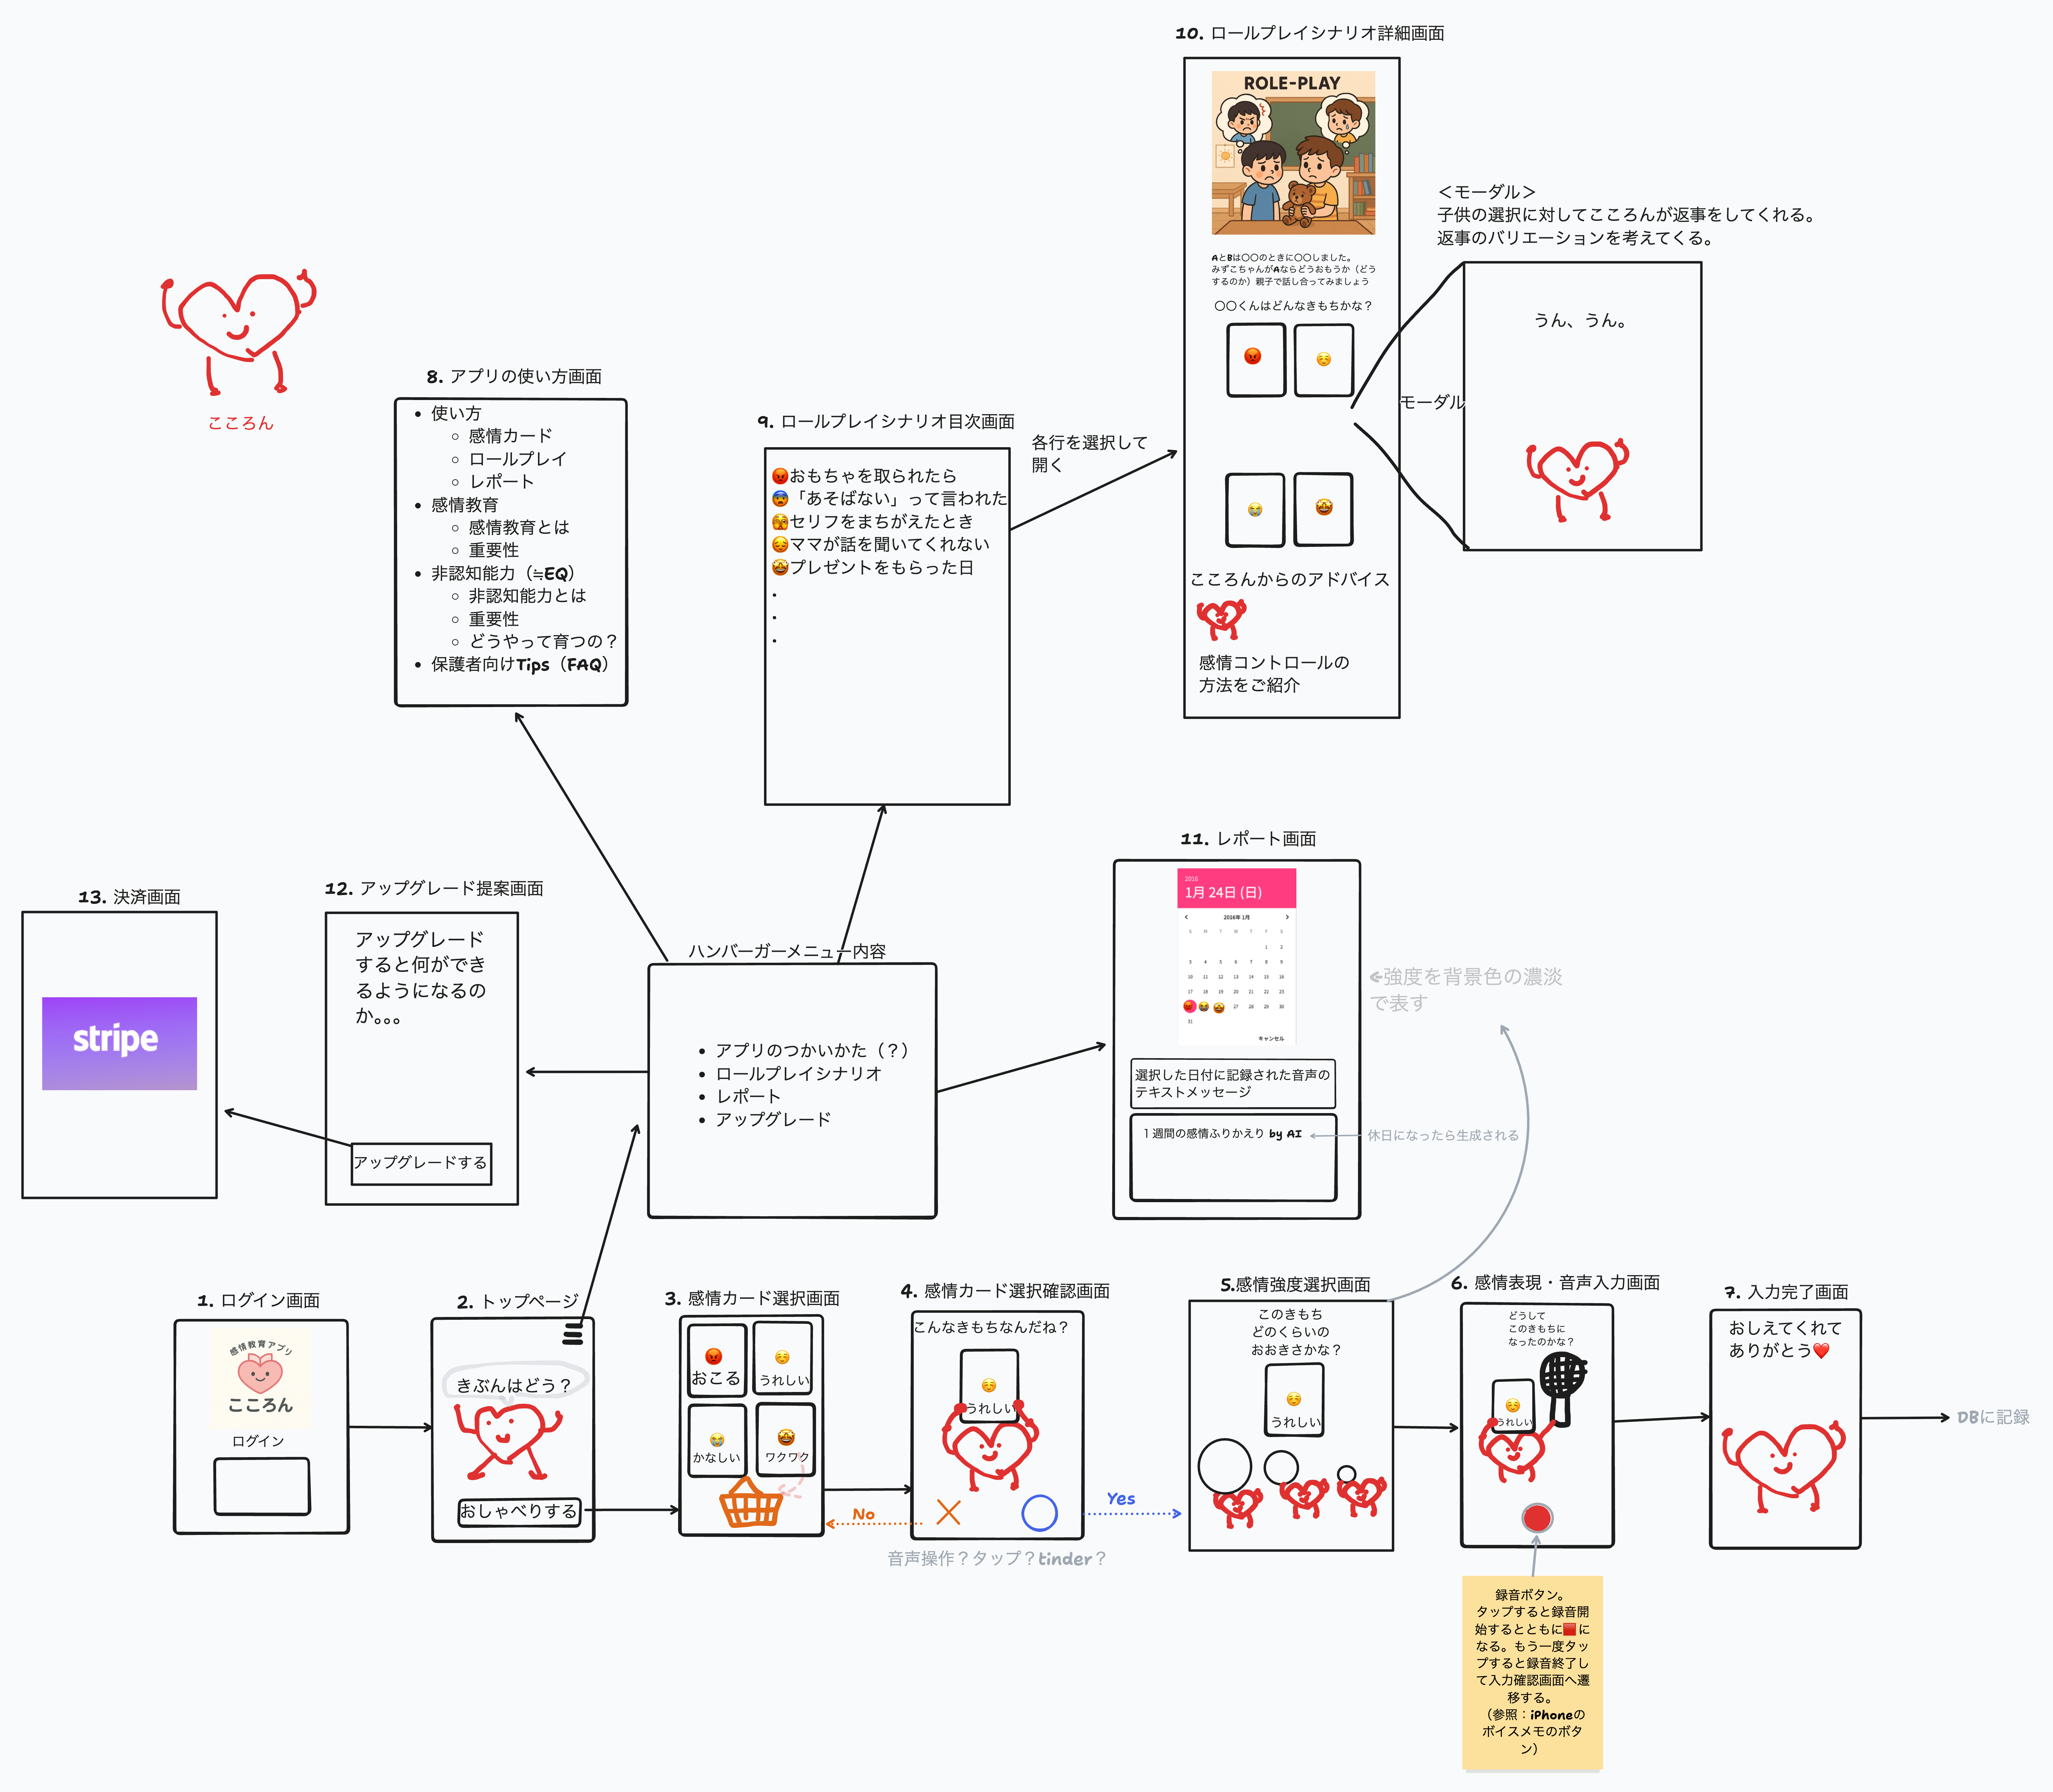 10. ロールプレイシナリオ詳細画面
ROLE-PLAY
AとBは〇〇のときに〇〇しました。
みずこちゃんがAならどうおもうか（どう
するのか）親子で話し合ってみましょう
〇〇くんはどんなきもちかな？
こころんからのアドバイス
感情コントロールの
方法をご紹介
＜モーダル＞
子供の選択に対してこころんが返事をしてくれる。
返事のバリエーションを考えてくる。
モーダル
うん、うん。
こころん
8. アプリの使い方画面
• 使い方
◦ 感情カード
◦ ロールプレイ
◦ レポート
• 感情教育
◦ 感情教育とは
◦ 重要性
• 非認知能力（≒EQ）
◦ 非認知能力とは
◦ 重要性
◦ どうやって育つの？
• 保護者向けTips（FAQ）
9. ロールプレイシナリオ目次画面
😡おもちゃを取られたら
😨「あそばない」って言われた
🫣セリフをまちがえたとき
😔ママが話を聞いてくれない
🤩プレゼントをもらった日
・
・
・
各行を選択して
開く
13. 決済画面
stripe
12. アップグレード提案画面
アップグレード
すると何ができ
るようになるの
か。。。
アップグレードする
ハンバーガーメニュー内容
• アプリのつかいかた（？）
• ロールプレイシナリオ
• レポート
• アップグレード
11. レポート画面
2016
1月 24日 (日)
2016年 1月
S M T W T F S
1 2
3 4 5 6 7 8 9
10 11 12 13 14 15 16
17 18 19 20 21 22 23
27 28 29 30
31
キャンセル
選択した日付に記録された音声の
テキストメッセージ
１週間の感情ふりかえり by AI
←強度を背景色の濃淡
で表す
休日になったら生成される
1. ログイン画面
感情教育アプリ
こころん
ログイン
2. トップページ
きぶんはどう？
おしゃべりする
3. 感情カード選択画面
おこる
うれしい
かなしい
ワクワク
4. 感情カード選択確認画面
こんなきもちなんだね？
うれしい
No
Yes
音声操作？タップ？tinder？
5.感情強度選択画面
このきもち
どのくらいの
おおきさかな？
うれしい
6. 感情表現・音声入力画面
どうして
このきもちに
なったのかな？
うれしい
録音ボタン。
タップすると録音開
始するとともに🟥に
なる。もう一度タッ
プすると録音終了し
て入力確認画面へ遷
移する。
（参照：iPhoneの
ボイスメモのボタ
ン）
7. 入力完了画面
おしえてくれて
ありがとう❤️
DBに記録